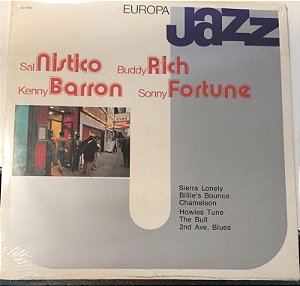 EUROPA
Jazz
Sal Nistico Buddy Rich
Kenny Barron Sonny Fortune
Sierra Lonely
Billie's Bounce
Chameleon
Howies Tune
The Bull
2nd Ave. Blues